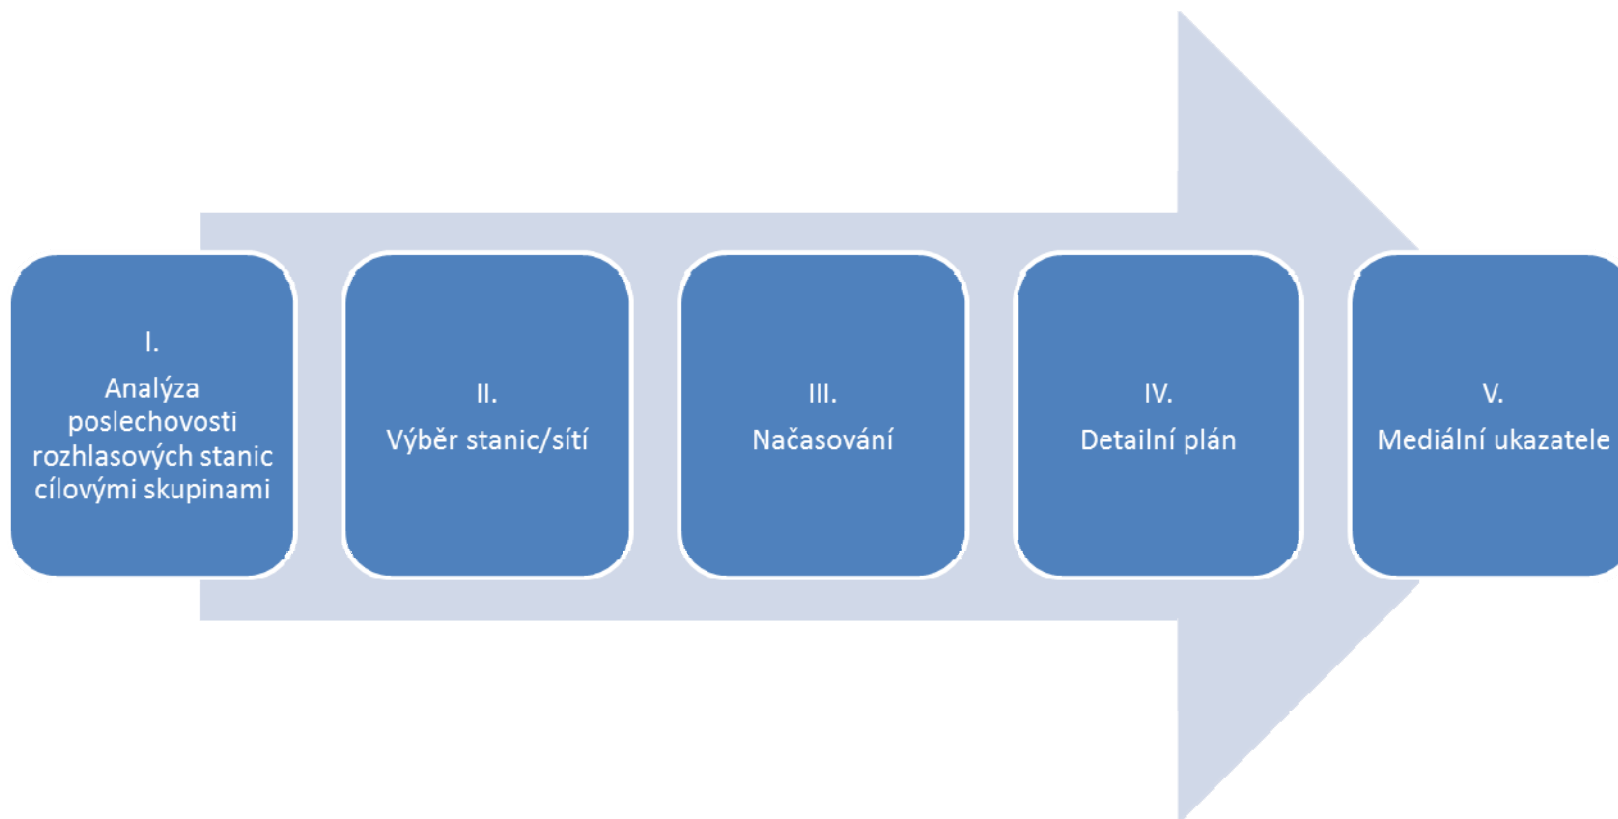 I.
Analýza
poslechovosti
rozhlasových stanic
cílovými skupinami
II.
Výběr stanic/sítí
III.
Načasování
IV.
Detailní plán
V.
Mediální ukazatele